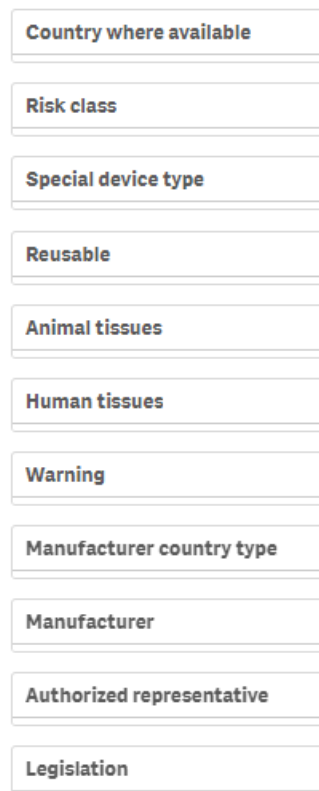 Country where available
Risk class
Special device type
Reusable
Animal tissues
Human tissues
Warning
Manufacturer country type
Manufacturer
Authorized representative
Legislation